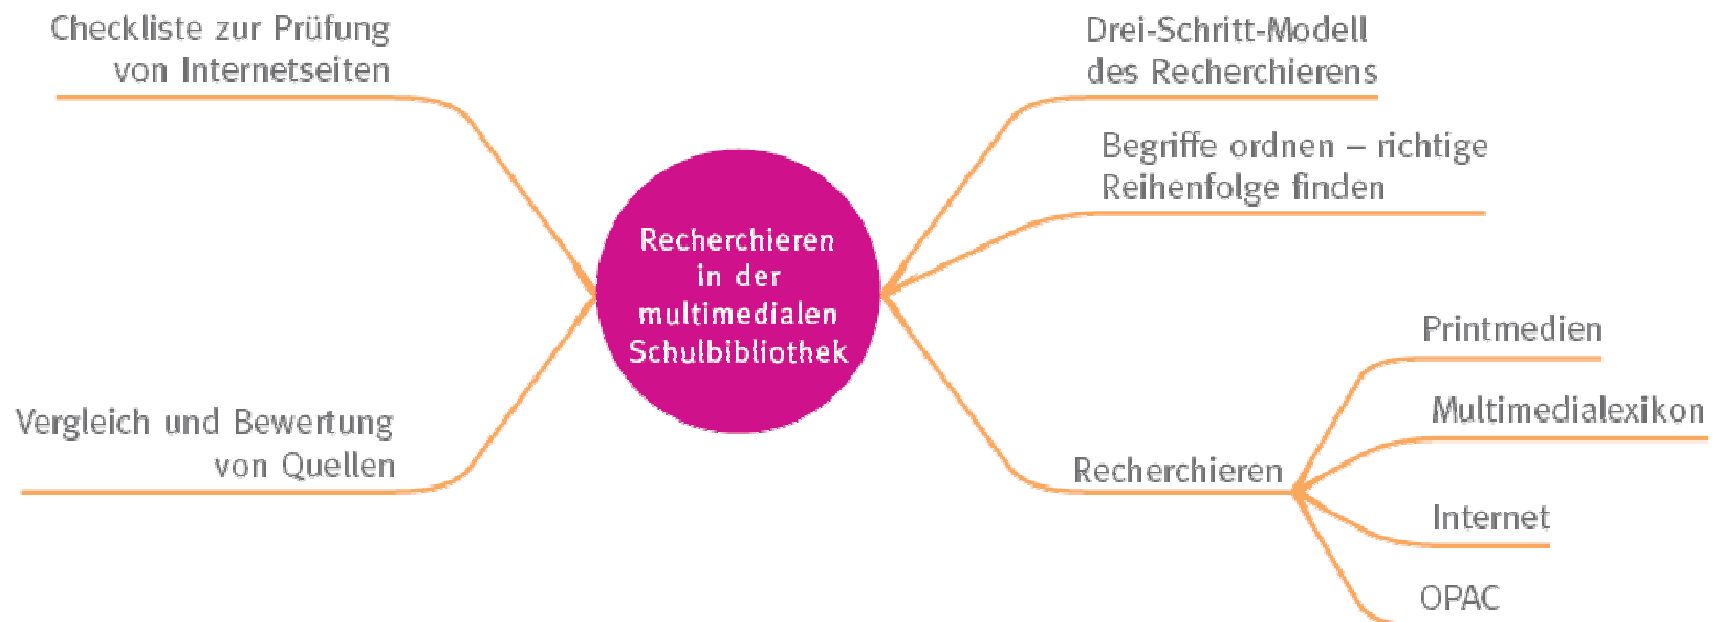 Checkliste zur Prüfung
von Internetseiten
Vergleich und Bewertung
von Quellen
Recherchieren
in der
multimedialen
Schulbibliothek
Drei-Schritt-Modell
des Recherchierens
Begriffe ordnen – richtige
Reihenfolge finden
Recherchieren
Printmedien
Multimedialexikon
Internet
OPAC